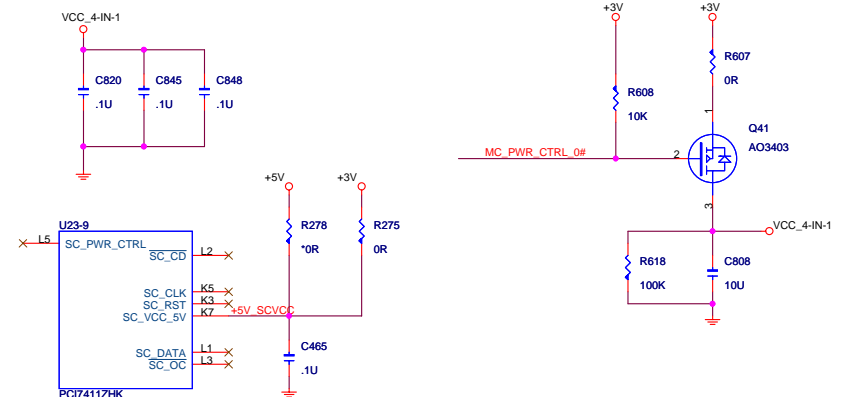 VCC_4-IN-1
C820
.1U
C845
.1U
C848
.1U
+3V
+3V
R608
10K
R607
0R
1
Q41
AO3403
2
3
MC_PWR_CTRL_0#
VCC_4-IN-1
R618
100K
C808
10U
+5V
+3V
R278
*0R
R275
0R
U23-9
L5
SC_PWR_CTRL
SC_CD
L2
SC_CLK
K5
SC_RST
K3
SC_VCC_5V
K7
+5V_SCVCC
SC_DATA
L1
SC_OC
L3
C465
.1U
PCI7411ZHK